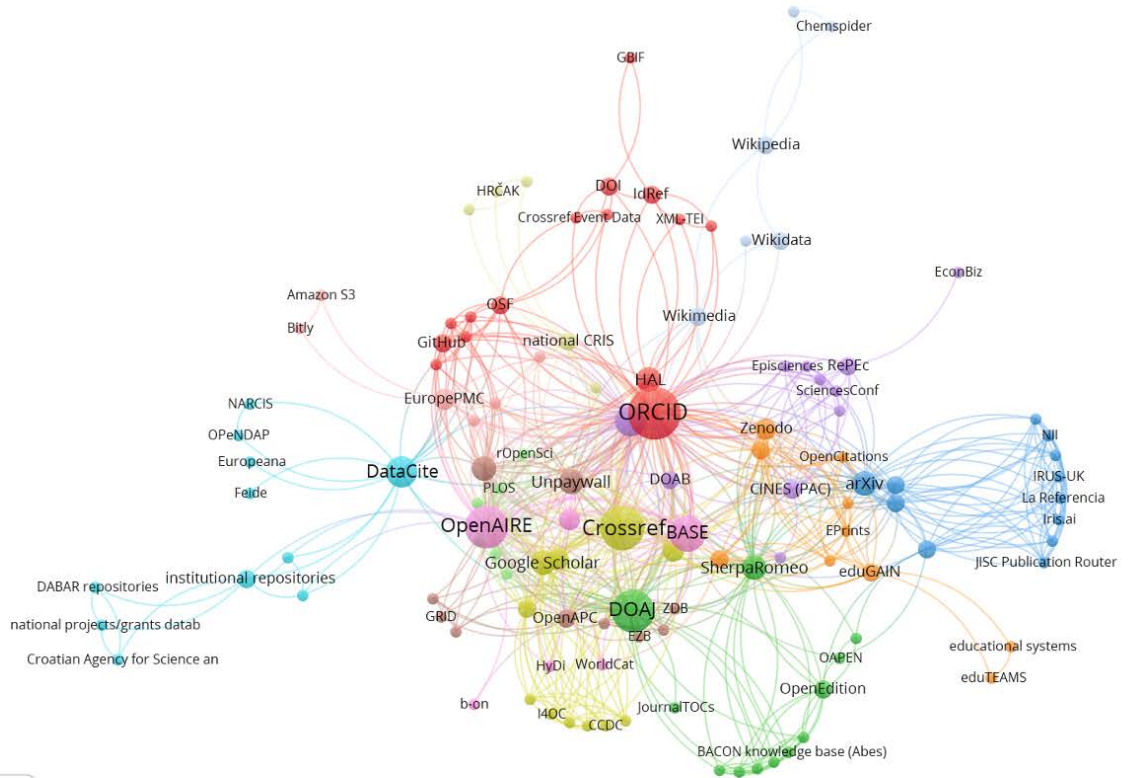 Chemspider
GBIF
Wikipedia
HRČAK
DOI
IdRef
Crossref Event Data
XML-TEI
Wikidata
EconBiz
Amazon S3
OSF
Wikimedia
Bitly
GitHub
national CRIS
Episciences
RePEc
HAL
SciencesConf
NARCIS
EuropePMC
ORCID
Zenodo
OPeNDAP
NII
Europeana
rOpenSci
OpenCitations
DataCite
IRUS-UK
Feide
PLOS
Unpaywall
DOAB
CINES (PAC)
arXiv
La Referencia
Iris.ai
OpenAIRE
Crossref
BASE
EPrints
Google Scholar
SherpaRomeo
eduGAIN
JISC Publication Router
institutional repositories
DABAR repositories
GRID
OpenAPC
DOAJ
ZDB
national projects/grants datab
EZB
educational systems
Croatian Agency for Science an
HyDi
WorldCat
OAPEN
eduTEAMS
OpenEdition
b-on
I4OC
CCDC
JournalTOCs
BACON knowledge base (Abes)